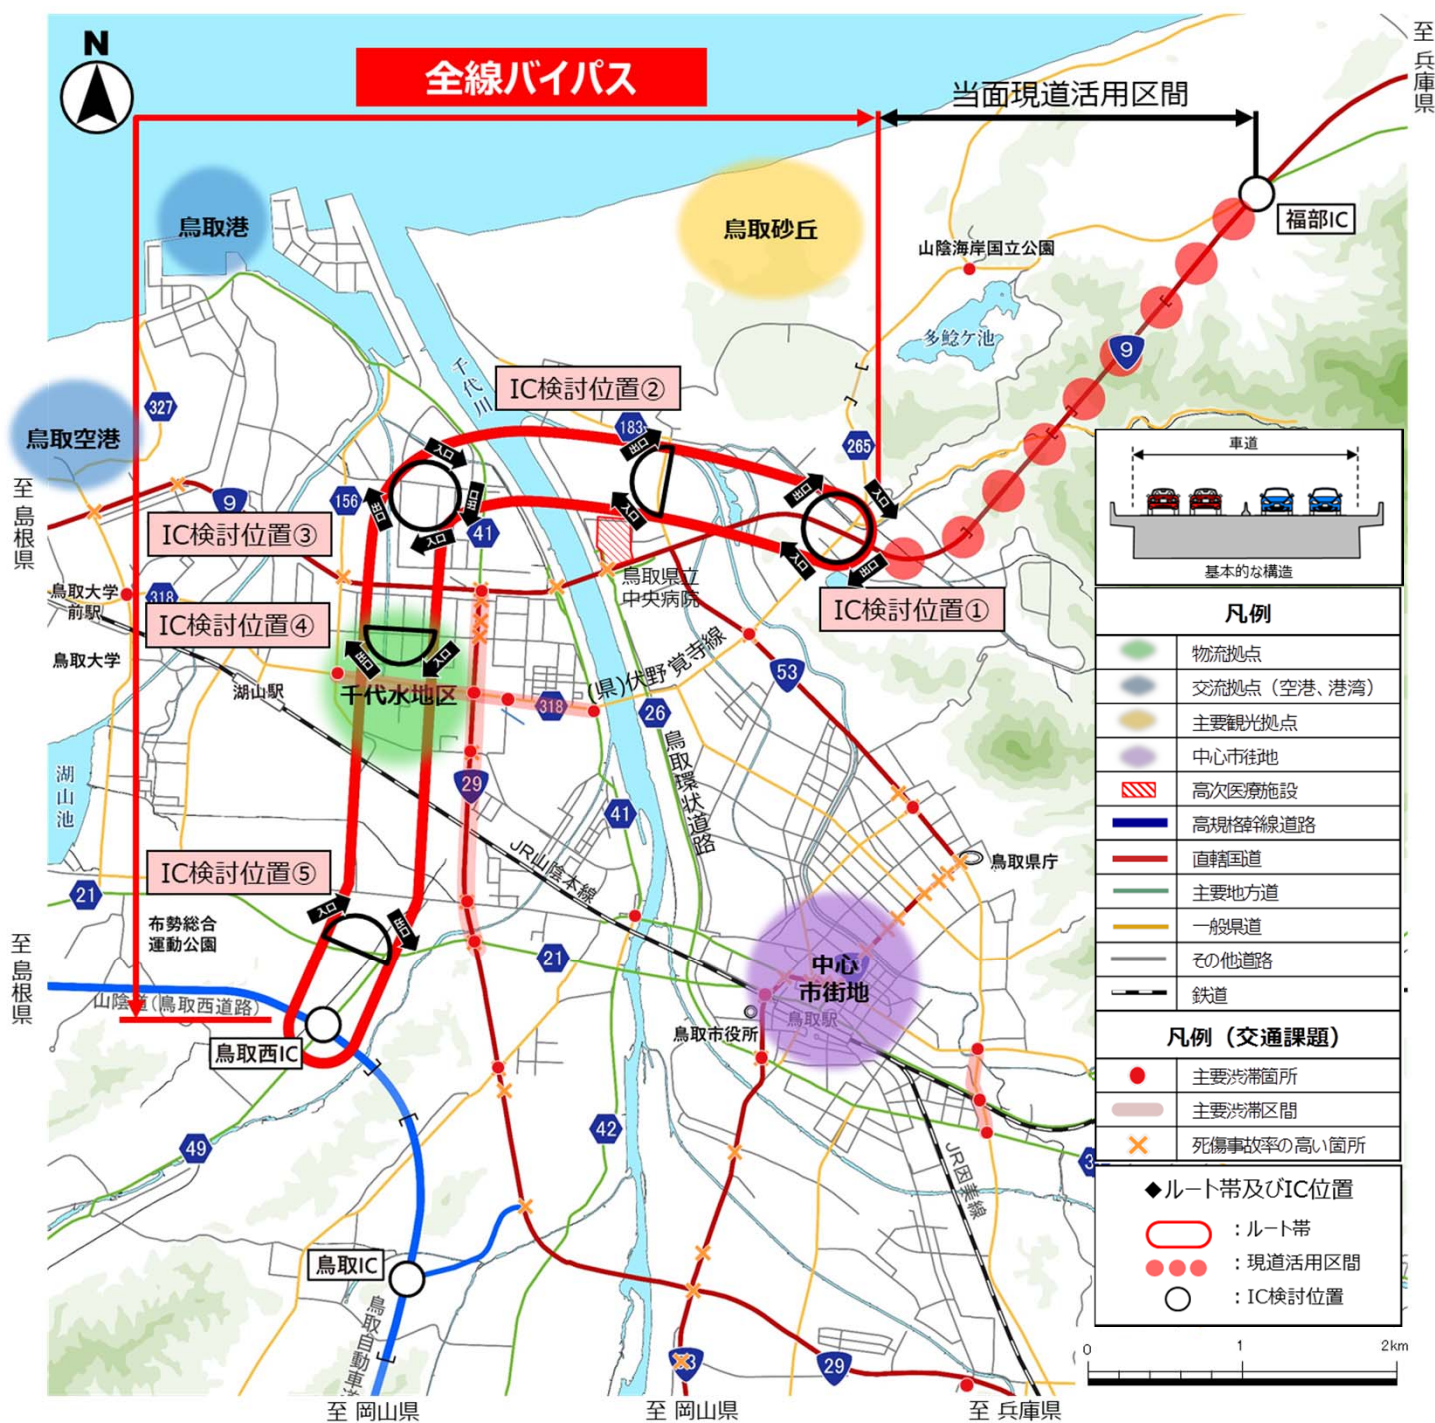 N
全線バイパス
当面現道活用区間
至 兵庫県
鳥取港
鳥取砂丘
福部IC
山陰海岸国立公園
多鯰ケ池
千代川
9
IC検討位置②
327
183
265
鳥取空港
入口
出口
出口
入口
156
出口
出口
入口
入口
車道
至 島根県
9
IC検討位置③
41
入口
入口
出口
基本的な構造
鳥取県立
中央病院
鳥取大学
前駅
318
IC検討位置④
IC検討位置①
出口
入口
(県)伏野覚寺線
53
鳥取大学
湖山駅
千代水地区
318
26
鳥取環状道路
湖山池
29
41
JR山陰本線
鳥取県庁
IC検討位置⑤
21
入口
出口
布勢総合
運動公園
至 島根県
21
中心
市街地
山陰道(鳥取西道路)
鳥取駅
鳥取市役所
鳥取西IC
49
42
JR因美線
鳥取IC
鳥取自動車
29
至 岡山県
至 岡山県
至 兵庫県
凡例
物流拠点
交流拠点（空港、港湾）
主要観光拠点
中心市街地
高次医療施設
高規格幹線道路
直轄国道
主要地方道
一般県道
その他道路
鉄道
凡例（交通課題）
主要渋滞箇所
主要渋滞区間
死傷事故率の高い箇所
◆ルート帯及びIC位置
：ルート帯
：現道活用区間
：IC検討位置
0 1 2km